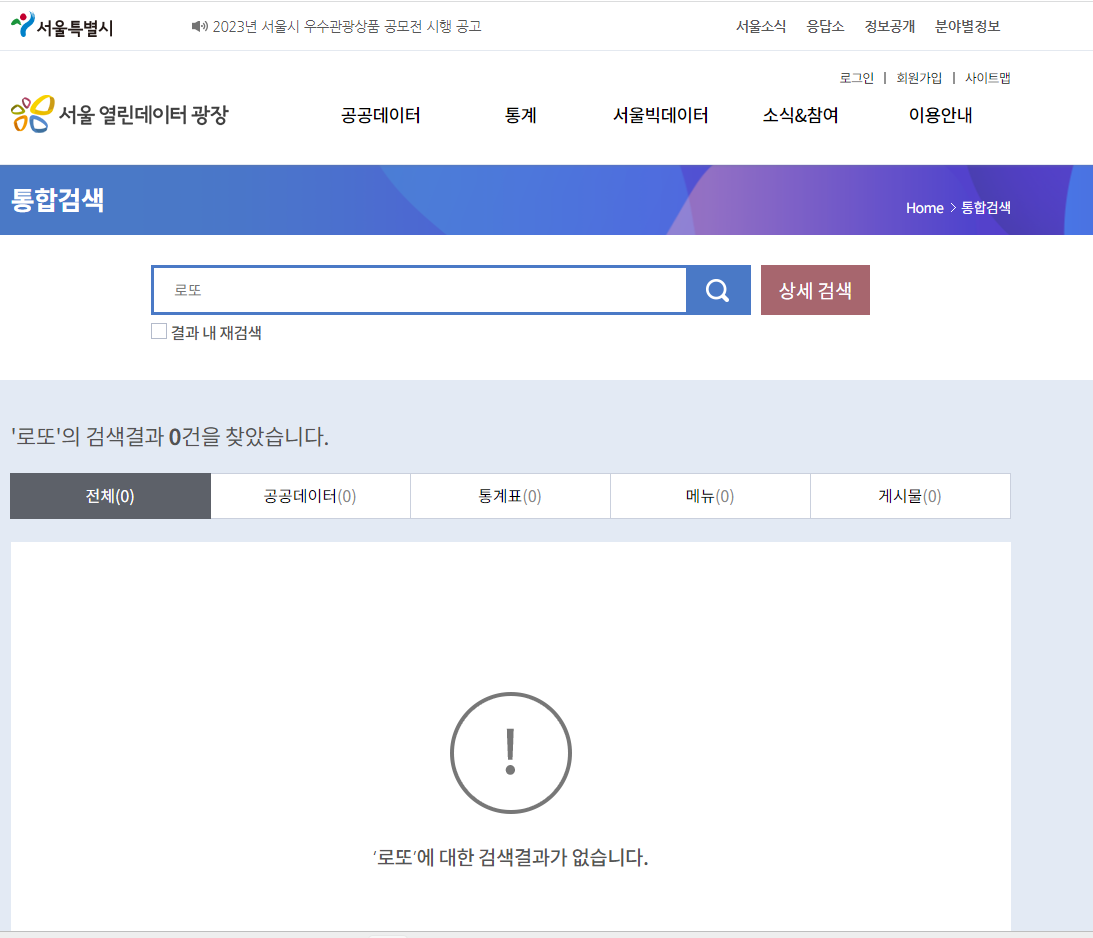 서울특별시 2023년 서울시 우수관광상품 공모전 시행 공고 서울소식 응답소 정보공개 분야별정보
로그인 | 회원가입 | 사이트맵
서울 열린데이터 광장 공공데이터 통계 서울빅데이터 소식&참여 이용안내
통합검색
Home > 통합검색
로또 상세 검색
결과 내 재검색
'로또'의 검색결과 0건을 찾았습니다.
전체(0) 공공데이터(0) 통계표(0) 메뉴(0) 게시물(0)
!
'로또'에 대한 검색결과가 없습니다.